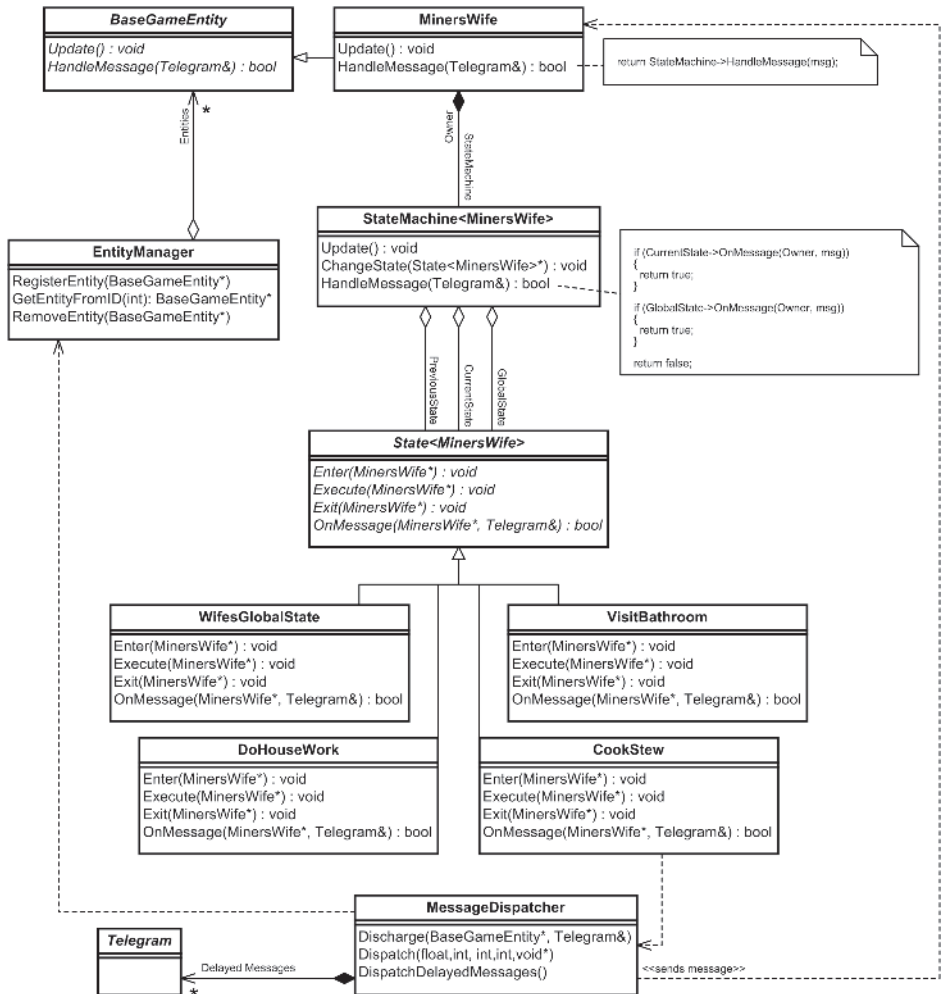 BaseGameEntity
Update() : void
HandleMessage(Telegram&) : bool
MinersWife
Update() : void
HandleMessage(Telegram&) : bool
return StateMachine->HandleMessage(msg);
*
Entities
Owner
StateMachine
EntityManager
RegisterEntity(BaseGameEntity*)
GetEntityFromID(int): BaseGameEntity*
RemoveEntity(BaseGameEntity*)
StateMachine<MinersWife>
Update() : void
ChangeState(State<MinersWife>*) : void
HandleMessage(Telegram&) : bool
if (CurrentState->OnMessage(Owner, msg))
{
return true;
}
if (GlobalState->OnMessage(Owner, msg))
{
return true;
}
return false;
PreviousState
CurrentState
GlobalState
State<MinersWife>
Enter(MinersWife*) : void
Execute(MinersWife*) : void
Exit(MinersWife*) : void
OnMessage(MinersWife*, Telegram&) : bool
WifesGlobalState
Enter(MinersWife*) : void
Execute(MinersWife*) : void
Exit(MinersWife*) : void
OnMessage(MinersWife*, Telegram&) : bool
VisitBathroom
Enter(MinersWife*) : void
Execute(MinersWife*) : void
Exit(MinersWife*) : void
OnMessage(MinersWife*, Telegram&) : bool
DoHouseWork
Enter(MinersWife*) : void
Execute(MinersWife*) : void
Exit(MinersWife*) : void
OnMessage(MinersWife*, Telegram&) : bool
CookStew
Enter(MinersWife*) : void
Execute(MinersWife*) : void
Exit(MinersWife*) : void
OnMessage(MinersWife*, Telegram&) : bool
MessageDispatcher
Discharge(BaseGameEntity*, Telegram&)
Dispatch(float,int, int,int,void*)
DispatchDelayedMessages()
Telegram
Delayed Messages
*
<<sends message>>